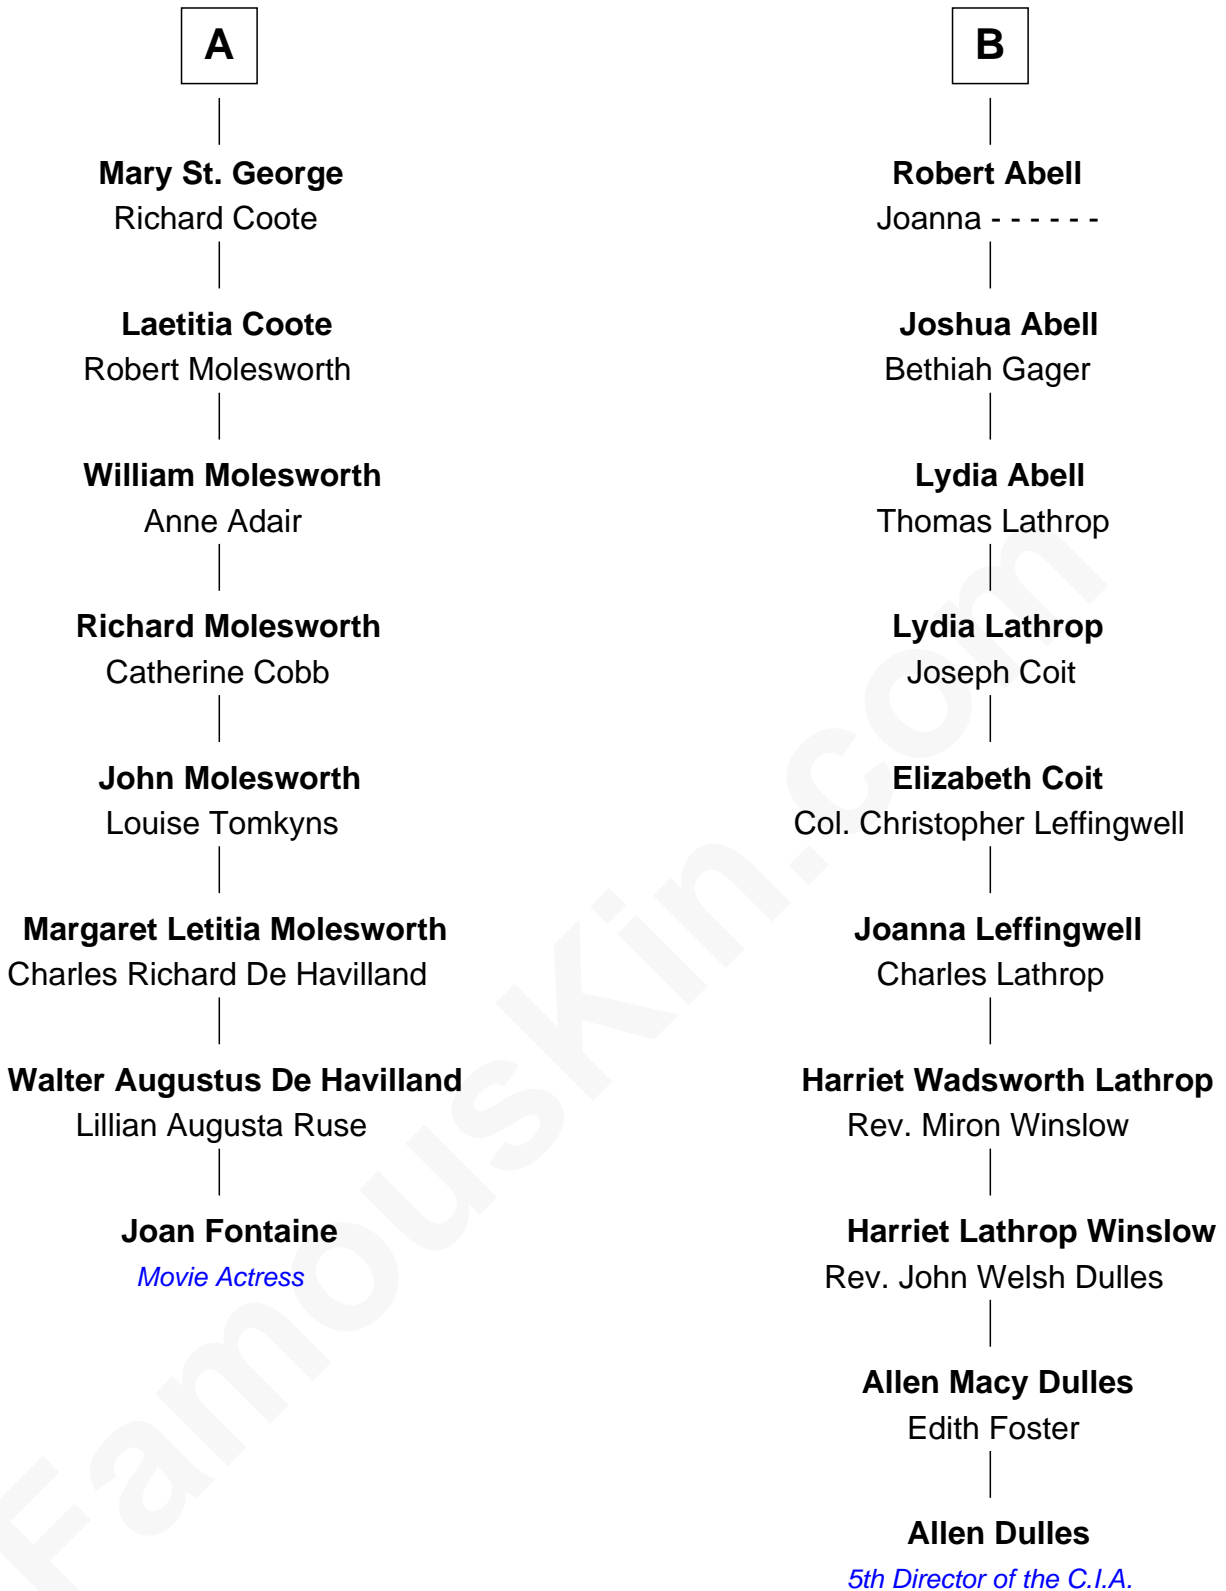 A
Mary St. George
Richard Coote
Laetitia Coote
Robert Molesworth
William Molesworth
Anne Adair
Richard Molesworth
Catherine Cobb
John Molesworth
Louise Tomkyns
Margaret Letitia Molesworth
Charles Richard De Havilland
Walter Augustus De Havilland
Lillian Augusta Ruse
Joan Fontaine
Movie Actress
B
Robert Abell
Joanna - - - - - -
Joshua Abell
Bethiah Gager
Lydia Abell
Thomas Lathrop
Lydia Lathrop
Joseph Coit
Elizabeth Coit
Col. Christopher Leffingwell
Joanna Leffingwell
Charles Lathrop
Harriet Wadsworth Lathrop
Rev. Miron Winslow
Harriet Lathrop Winslow
Rev. John Welsh Dulles
Allen Macy Dulles
Edith Foster
Allen Dulles
5th Director of the C.I.A.
FamousKin.com